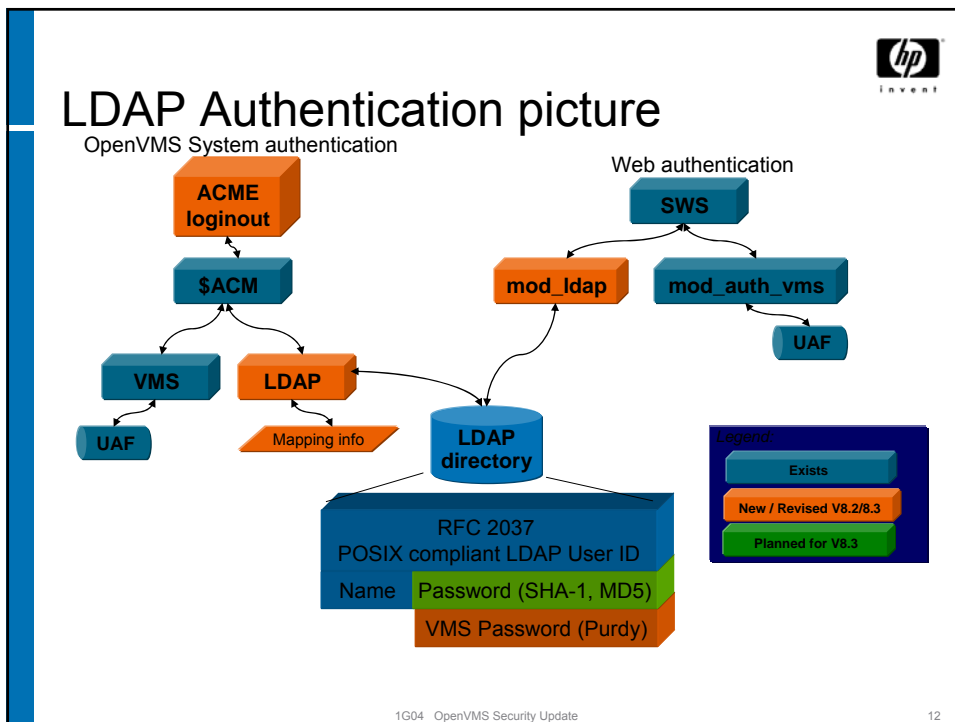 hp
invent
LDAP Authentication picture
OpenVMS System authentication
Web authentication
ACME
loginout
SWS
$ACM
mod_ldap
mod_auth_vms
UAF
VMS
LDAP
UAF
Mapping info
LDAP
directory
Legend:
Exists
New / Revised V8.2/8.3
Planned for V8.3
RFC 2037
POSIX compliant LDAP User ID
Name
Password (SHA-1, MD5)
VMS Password (Purdy)
1G04 OpenVMS Security Update
12